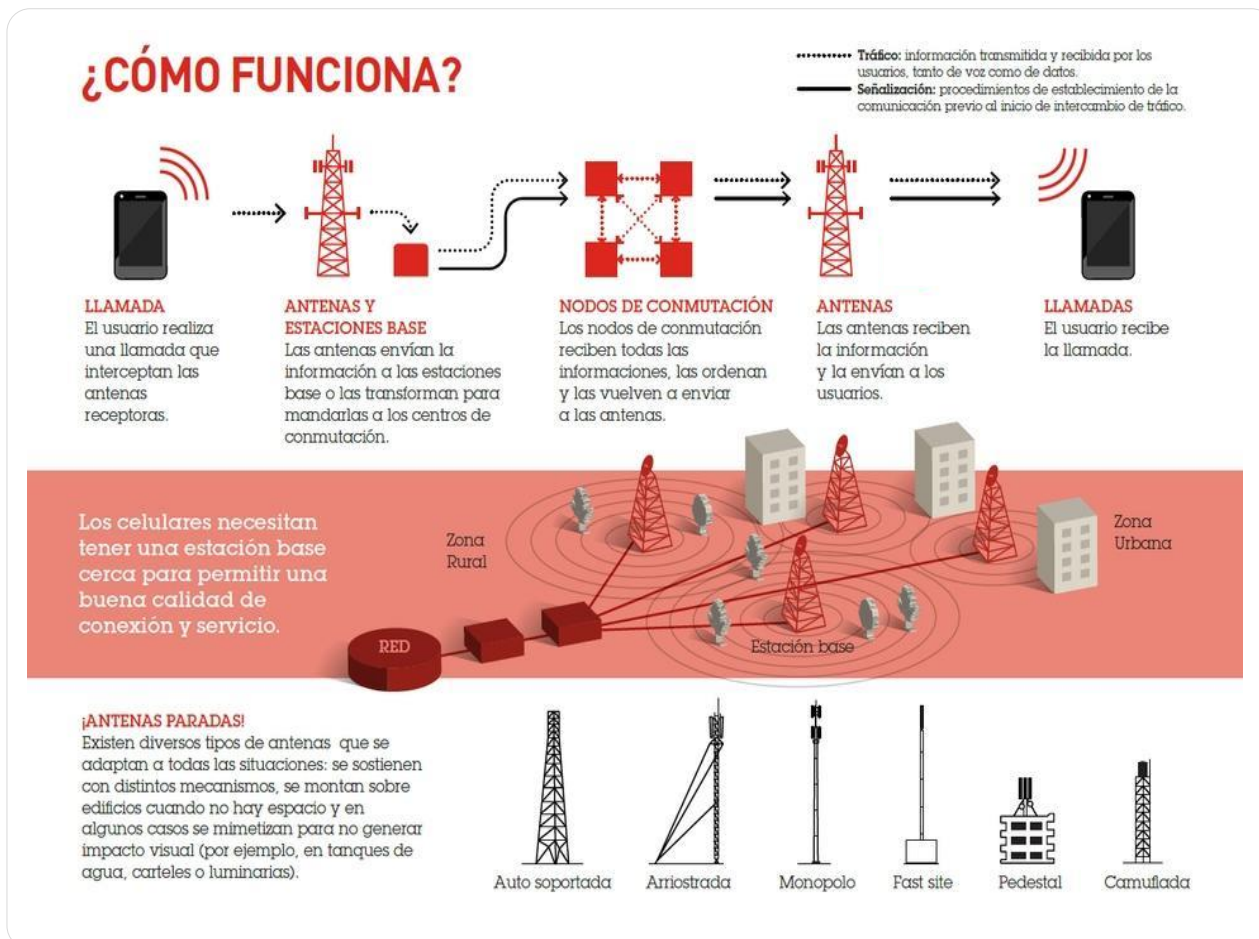 ¿CÓMO FUNCIONA?
Tráfico: información transmitida y recibida por los
usuarios, tanto de voz como de datos.
Señalización: procedimientos de establecimiento de la
comunicación previo al inicio de intercambio de tráfico.
LLAMADA
El usuario realiza
una llamada que
interceptan las
antenas
receptoras.
ANTENAS Y
ESTACIONES BASE
Las antenas envían la
información a las estaciones
base o las transforman para
mandarlas a los centros de
conmutación.
NODOS DE CONMUTACIÓN
Los nodos de conmutación
reciben todas las
informaciones, las ordenan
y las vuelven a enviar
a las antenas.
ANTENAS
Las antenas reciben
la información
y la envían a los
usuarios.
LLAMADAS
El usuario recibe
la llamada.
Los celulares necesitan
tener una estación base
cerca para permitir una
buena calidad de
conexión y servicio.
Zona
Rural
Zona
Urbana
RED
Estación base
¡ANTENAS PARADAS!
Existen diversos tipos de antenas que se
adaptan a todas las situaciones: se sostienen
con distintos mecanismos, se montan sobre
edificios cuando no hay espacio y en
algunos casos se mimetizan para no generar
impacto visual (por ejemplo, en tanques de
agua, carteles o luminarias).
Auto soportada
Arriostrada
Monopolo
Fast site
Pedestal
Camuflada